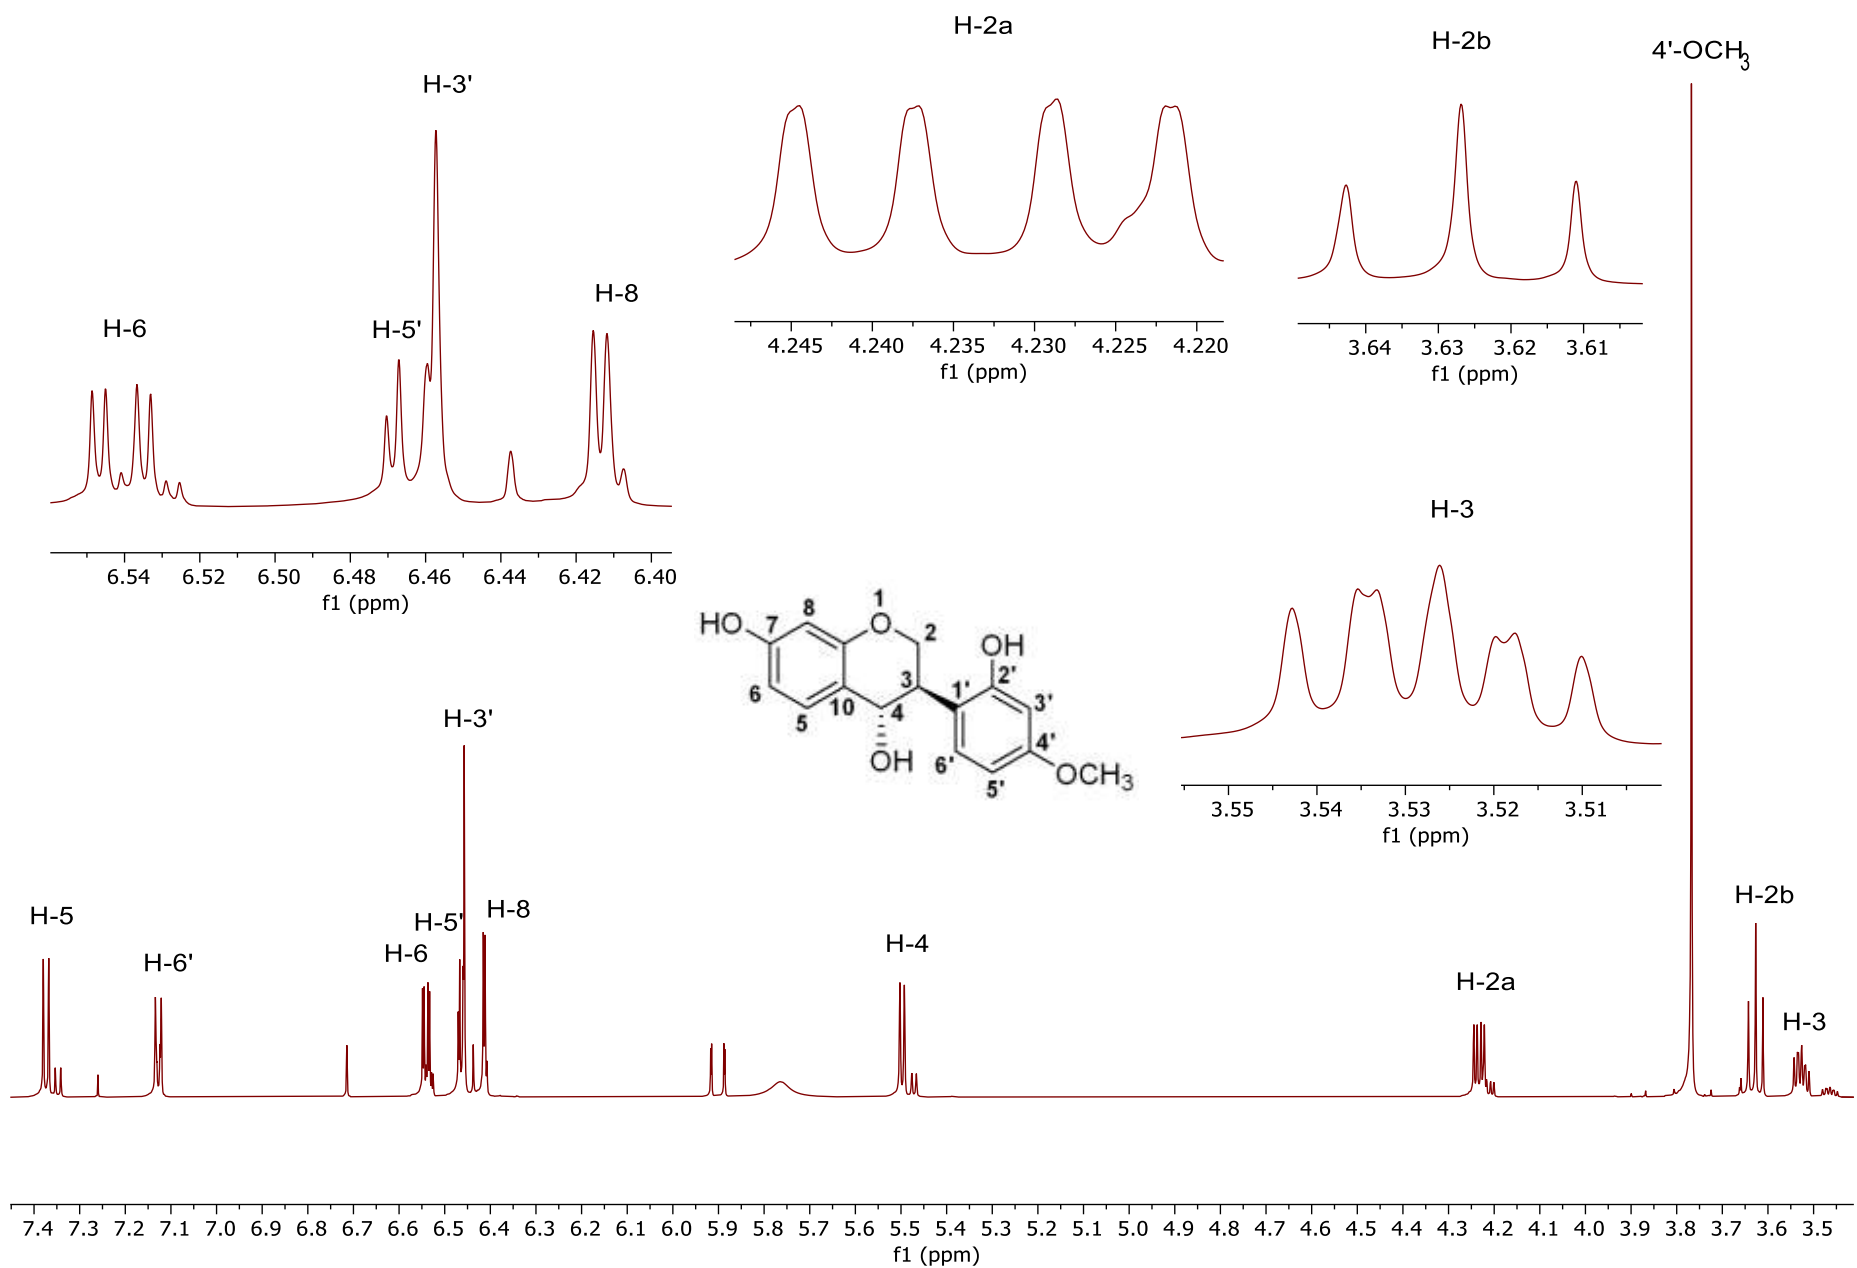 H-2a
H-2b
4'-OCH3
H-3'
H-6
H-5'
H-8
4.245 4.240 4.235 4.230 4.225 4.220
f1 (ppm)
3.64 3.63 3.62 3.61
f1 (ppm)
H-3
6.54 6.52 6.50 6.48 6.46 6.44 6.42 6.40
f1 (ppm)
3.55 3.54 3.53 3.52 3.51
f1 (ppm)
HO 7 8 1 O 2 OH
6 5 10 4 3 1' 2' 3'
OH 6' 5' 4' OCH3
H-3'
H-5
H-6'
H-6
H-5'
H-8
H-4
H-2a
H-2b
H-3
7.4 7.3 7.2 7.1 7.0 6.9 6.8 6.7 6.6 6.5 6.4 6.3 6.2 6.1 6.0 5.9 5.8 5.7 5.6 5.5 5.4 5.3 5.2 5.1 5.0 4.9 4.8 4.7 4.6 4.5 4.4 4.3 4.2 4.1 4.0 3.9 3.8 3.7 3.6 3.5
f1 (ppm)